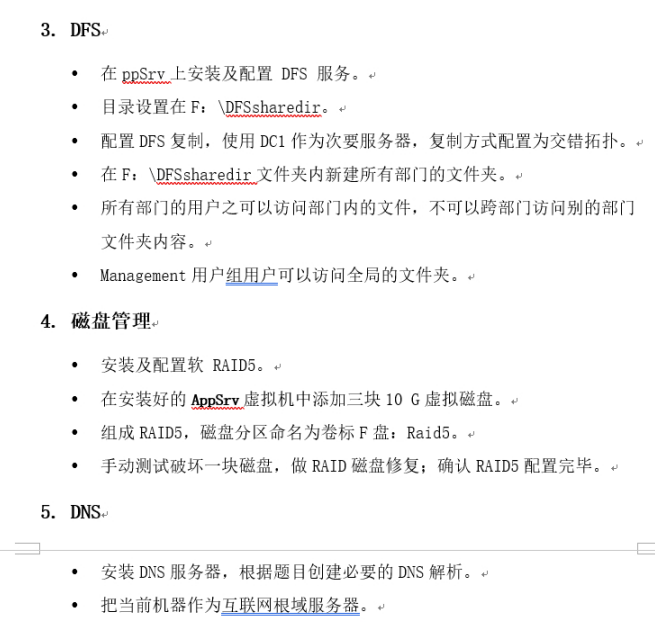 3. DFS
• 在 ppSrv 上安装及配置 DFS 服务。
• 目录设置在 F：\DFSsharedir。
• 配置 DFS 复制，使用 DC1 作为次要服务器，复制方式配置为交错拓扑。
• 在 F：\DFSsharedir 文件夹内新建所有部门的文件夹。
• 所有部门的用户之可以访问部门内的文件，不可以跨部门访问别的部门
文件夹内容。
• Management 用户组用户可以访问全局的文件夹。
4. 磁盘管理
• 安装及配置软 RAID5。
• 在安装好的 AppSrv 虚拟机中添加三块 10 G 虚拟磁盘。
• 组成 RAID5，磁盘分区命名为卷标 F 盘：Raid5。
• 手动测试破坏一块磁盘，做 RAID 磁盘修复；确认 RAID5 配置完毕。
5. DNS
• 安装 DNS 服务器，根据题目创建必要的 DNS 解析。
• 把当前机器作为互联网根域服务器。